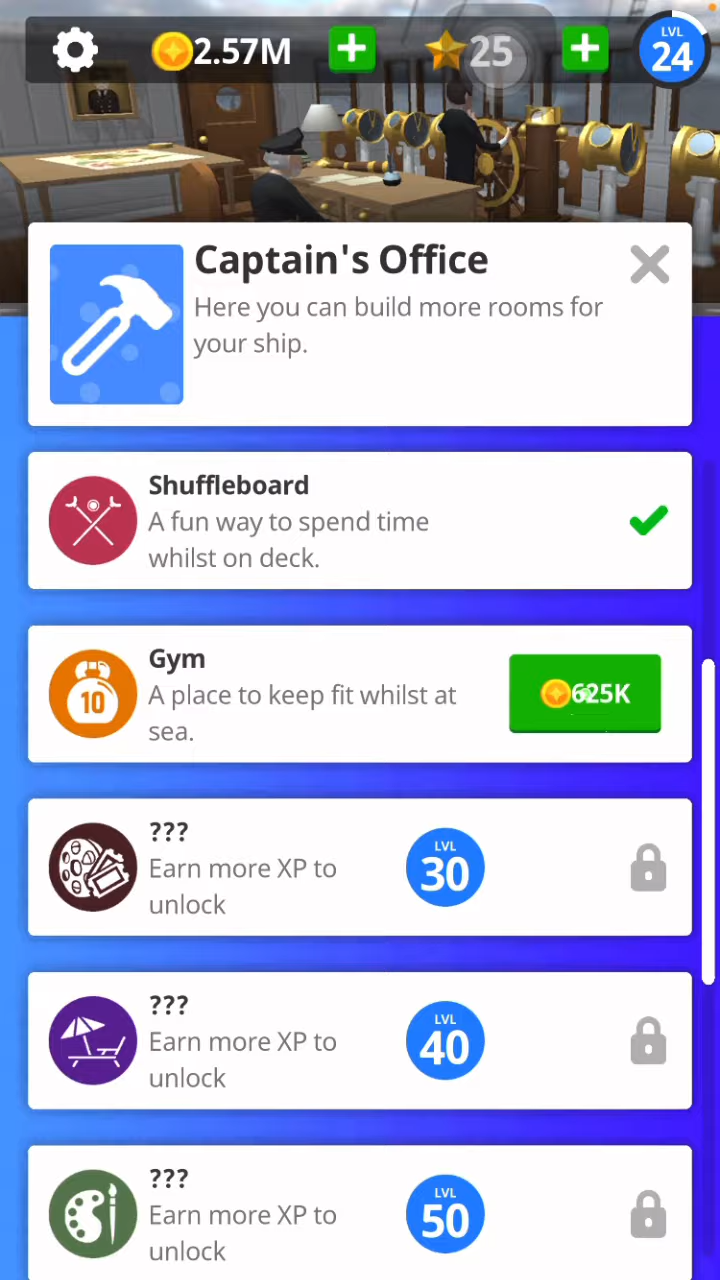 2.57M
25
LVL
24
Captain's Office
Here you can build more rooms for
your ship.
Shuffleboard
A fun way to spend time
whilst on deck.
10
Gym
A place to keep fit whilst at
sea.
625K
???
Earn more XP to
unlock
LVL
30
???
Earn more XP to
unlock
LVL
40
???
Earn more XP to
unlock
LVL
50